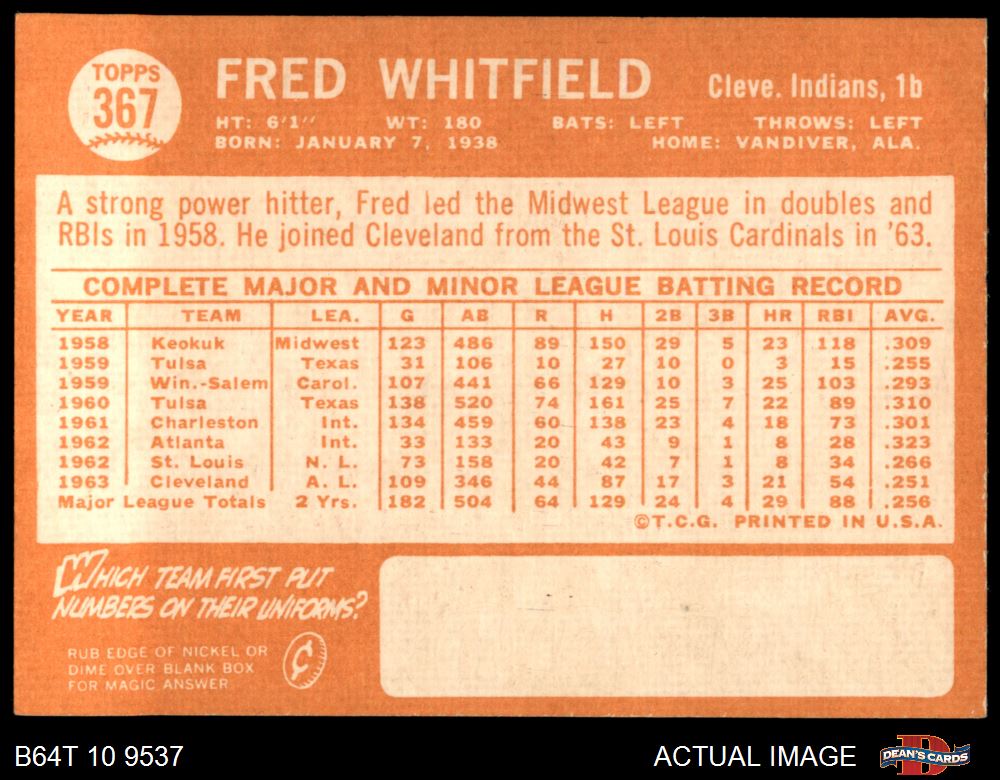 TOPPS
367
FRED WHITFIELD Cleve. Indians, 1b
HT: 6'1'' WT: 180 BATS: LEFT THROWS: LEFT
BORN: JANUARY 7, 1938 HOME: VANDIVER, ALA.
A strong power hitter, Fred led the Midwest League in doubles and
RBIs in 1958. He joined Cleveland from the St. Louis Cardinals in '63.
COMPLETE MAJOR AND MINOR LEAGUE BATTING RECORD
YEAR TEAM LEA. G AB R H 2B 3B HR RBI AVG.
1958 Keokuk Midwest 123 486 89 150 29 5 23 118 .309
1959 Tulsa Texas 31 106 10 27 10 0 3 15 .255
1959 Win.-Salem Carol. 107 441 66 129 10 3 25 103 .293
1960 Tulsa Texas 138 520 74 161 25 7 22 89 .310
1961 Charleston Int. 134 459 60 138 23 4 18 73 .301
1962 Atlanta Int. 33 133 20 43 9 1 8 28 .323
1962 St. Louis N. L. 73 158 20 42 7 1 8 34 .266
1963 Cleveland A. L. 109 346 44 87 17 3 21 54 .251
Major League Totals 2 Yrs. 182 504 64 129 24 4 29 88 .256
©T.C.G. PRINTED IN U.S.A.
WHICH TEAM FIRST PUT
NUMBERS ON THEIR UNIFORMS?
RUB EDGE OF NICKEL OR
DIME OVER BLANK BOX
FOR MAGIC ANSWER
¢
B64T 10 9537 ACTUAL IMAGE
D
DEAN'S CARDS